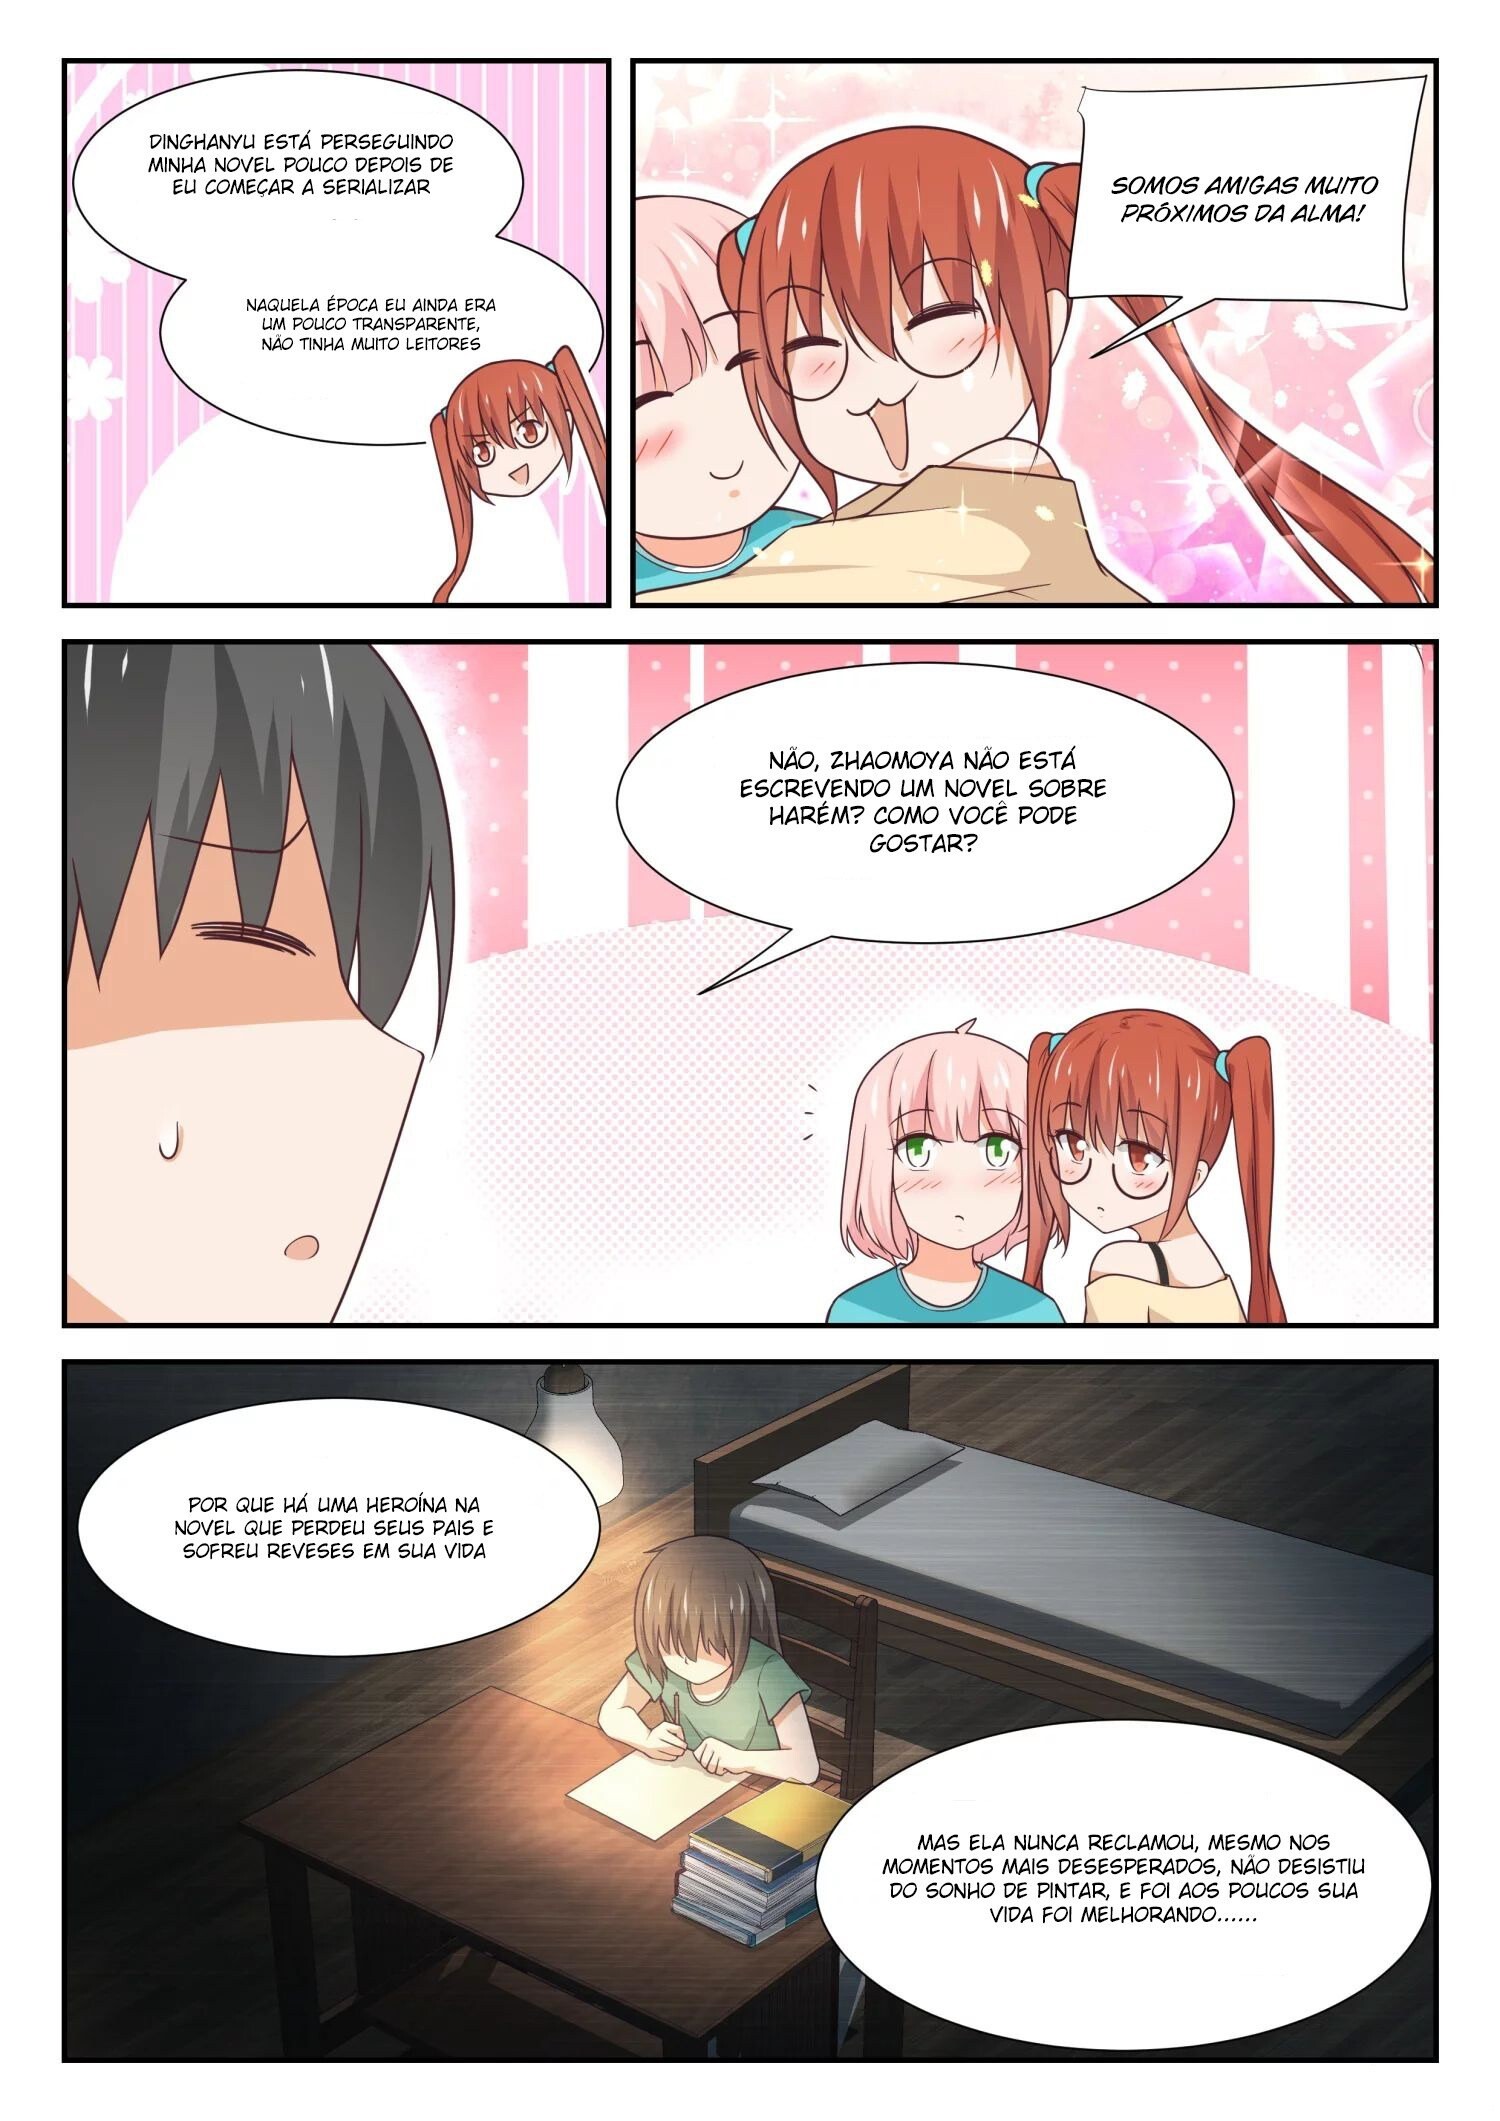 DINGHANYU ESTÁ PERSEGUINDO
MINHA NOVEL POUCO DEPOIS DE
EU COMEÇAR A SERIALIZAR
NAQUELA ÉPOCA EU AINDA ERA
UM POUCO TRANSPARENTE,
NÃO TINHA MUITO LEITORES
SOMOS AMIGAS MUITO
PRÓXIMOS DA ALMA!
NÃO, ZHAOMOYA NÃO ESTÁ
ESCREVENDO UM NOVEL SOBRE
HARÉM? COMO VOCÊ PODE
GOSTAR?
POR QUE HÁ UMA HEROÍNA NA
NOVEL QUE PERDEU SEUS PAIS E
SOFREU REVESES EM SUA VIDA
MAS ELA NUNCA RECLAMOU, MESMO NOS
MOMENTOS MAIS DESESPERADOS, NÃO DESISTIU
DO SONHO DE PINTAR, E FOI AOS POUCOS SUA
VIDA FOI MELHORANDO......